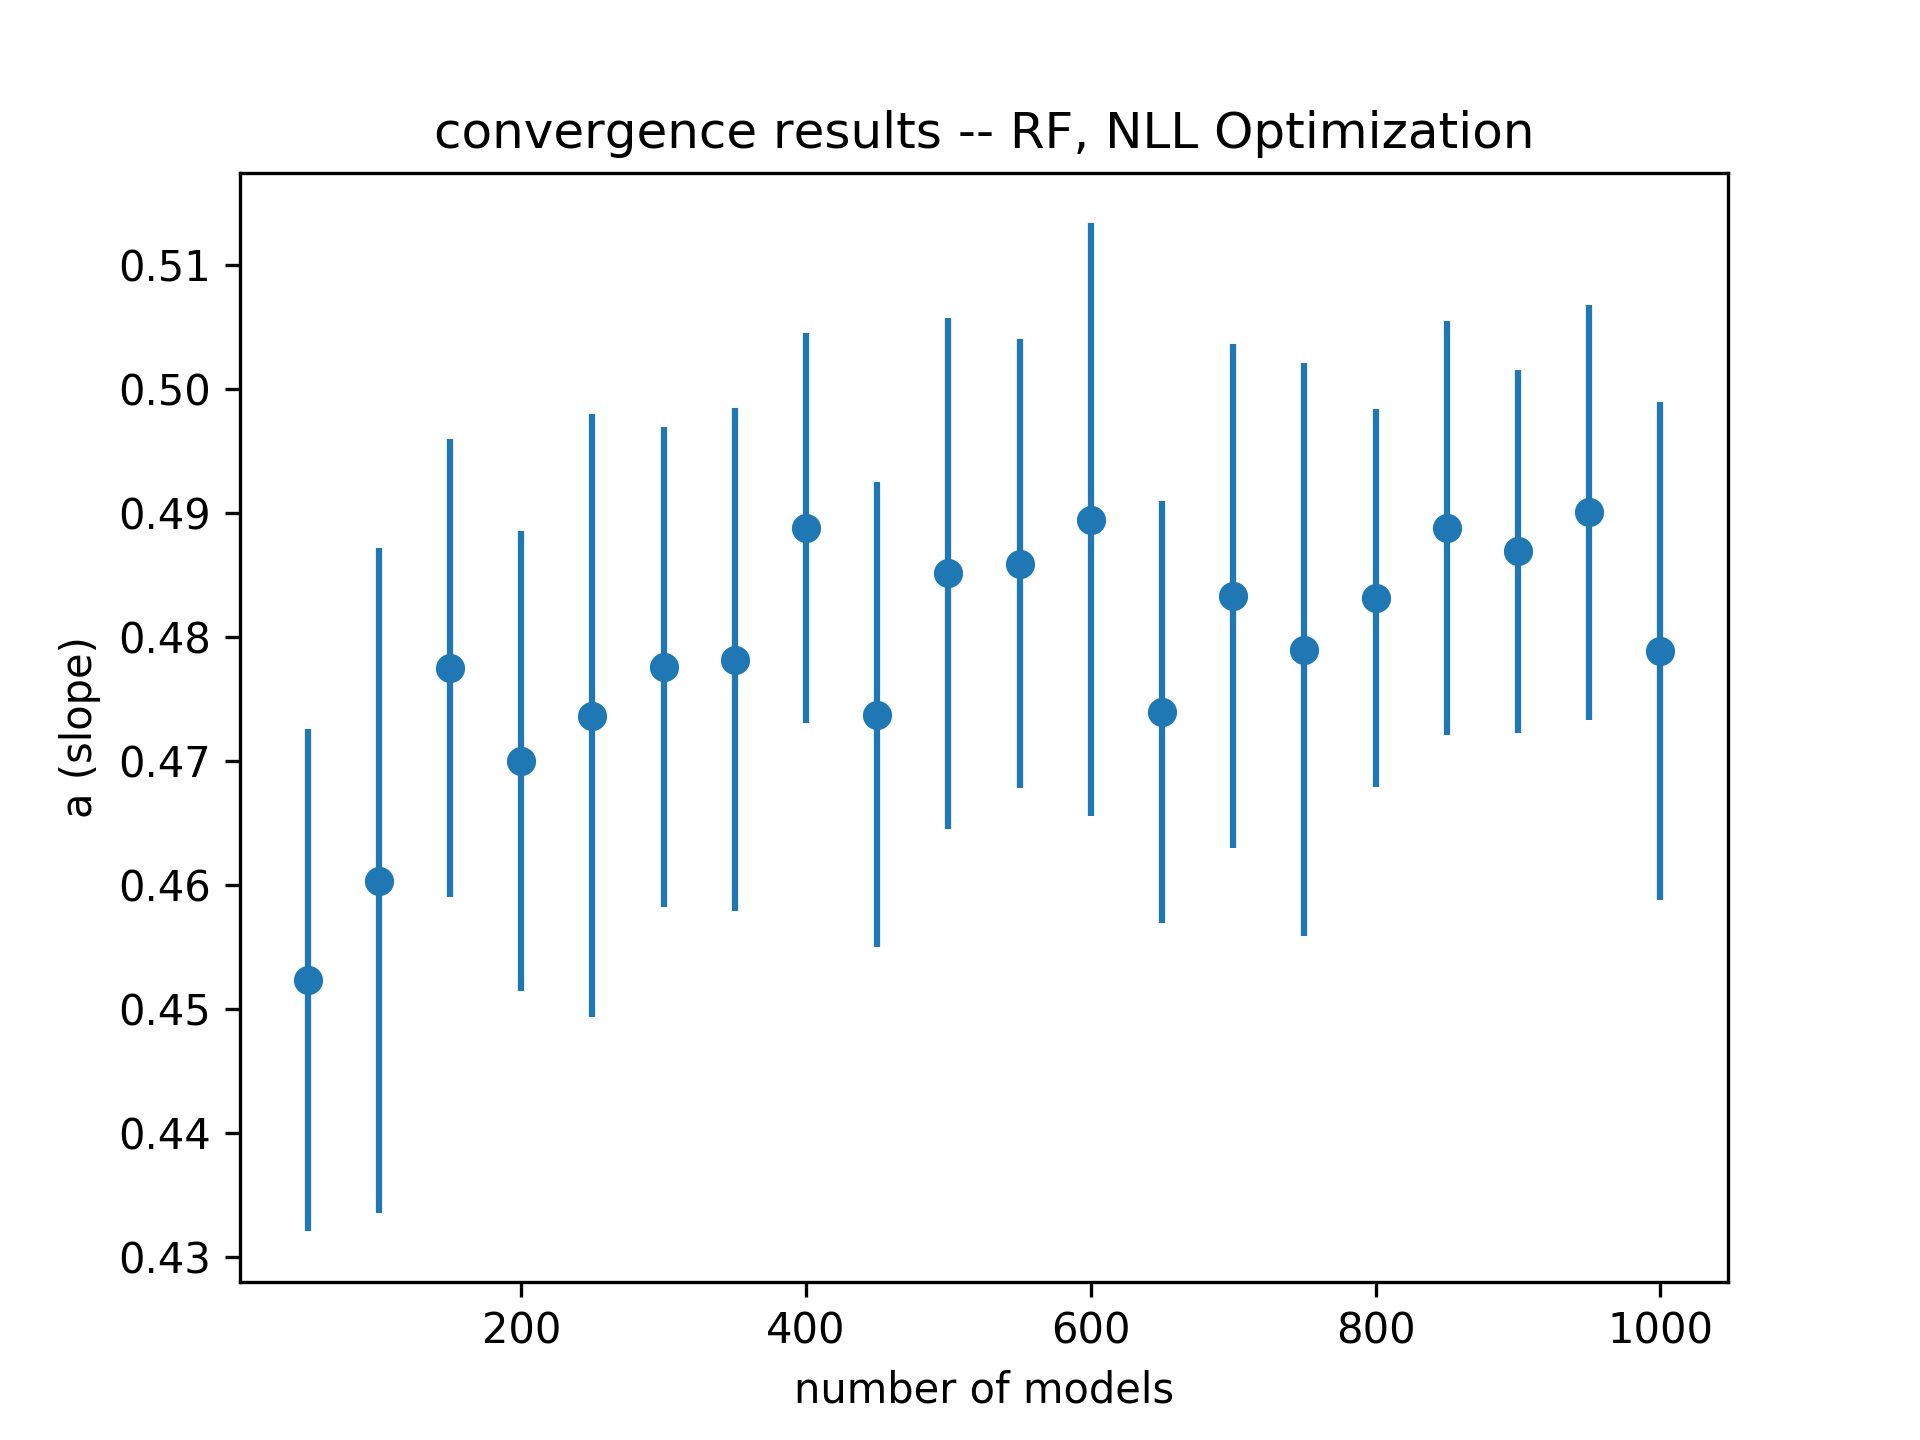 convergence results -- RF, NLL Optimization
a (slope)
0.51
0.50
0.49
0.48
0.47
0.46
0.45
0.44
0.43
200 400 600 800 1000
number of models